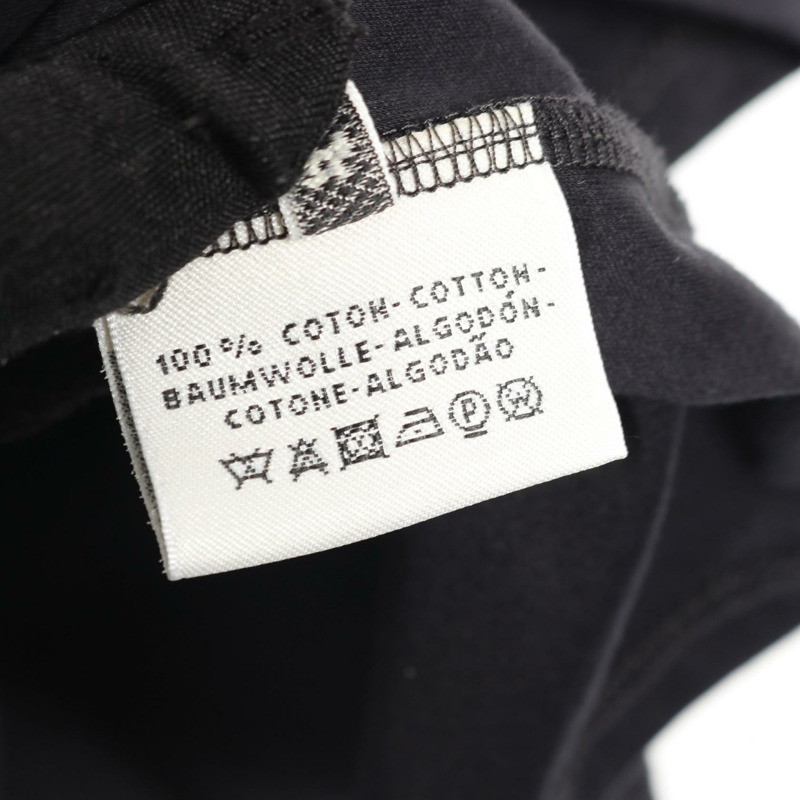 100% COTON-COTTON-
BAUMWOLLE-ALGODÓN-
COTONE-ALGODÃO
P
W